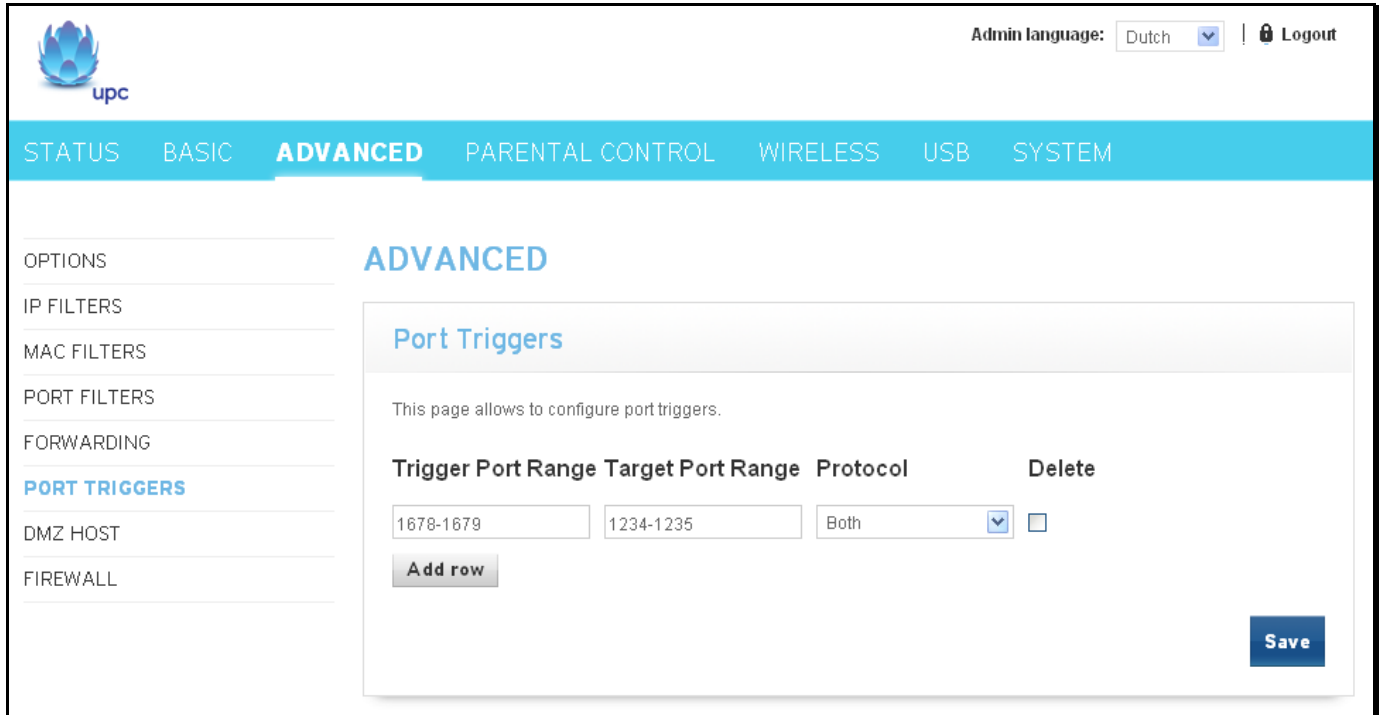 upc
Admin language: Dutch | Logout
STATUS BASIC ADVANCED PARENTAL CONTROL WIRELESS USB SYSTEM
OPTIONS
IP FILTERS
MAC FILTERS
PORT FILTERS
FORWARDING
PORT TRIGGERS
DMZ HOST
FIREWALL
ADVANCED
Port Triggers
This page allows to configure port triggers.
Trigger Port Range Target Port Range Protocol Delete
1678-1679 1234-1235 Both
Add row
Save